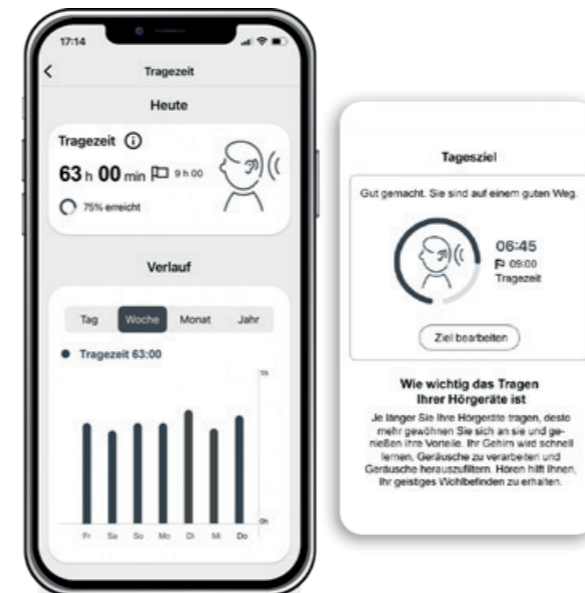 17:14
Tragezeit
Heute
Tragezeit
63 h 00 min 9 h 00
75% erreicht
Verlauf
Tag Woche Monat Jahr
Tragezeit 63:00
1h
0h
Fr Sa So Mo Di Mi Do
Tagesziel
Gut gemacht. Sie sind auf einem guten Weg.
06:45
09:00
Tragezeit
Ziel bearbeiten
Wie wichtig das Tragen
Ihrer Hörgeräte ist
Je länger Sie Ihre Hörgeräte tragen, desto
mehr gewöhnen Sie sich an sie und ge-
nießen ihre Vorteile. Ihr Gehirn wird schnell
lernen, Geräusche zu verarbeiten und
Geräusche herauszufiltern. Hören hilft Ihnen,
Ihr geistiges Wohlbefinden zu erhalten.